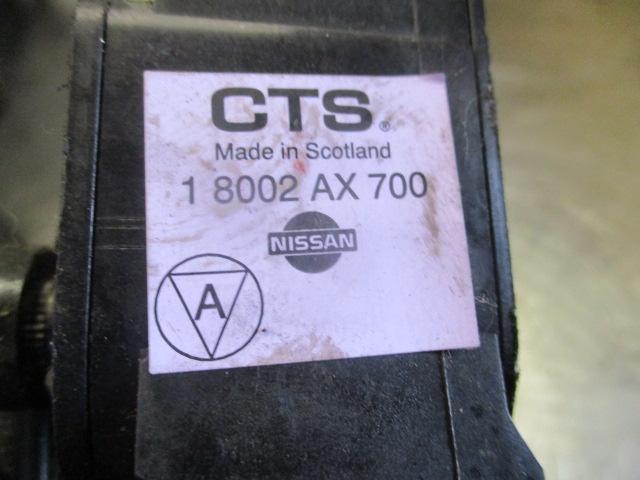 CTS®
Made in Scotland
1 8002 AX 700
NISSAN
A